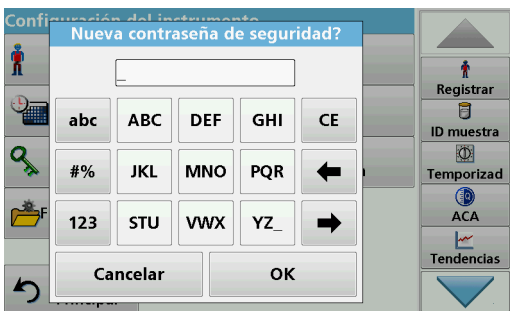 Configuración del instrumento
Nueva contraseña de seguridad?
_
abc ABC DEF GHI CE
#% JKL MNO PQR
123 STU VWX YZ_
Cancelar OK
Principal
Registrar
ID muestra
Temporizad
ACA
Tendencias